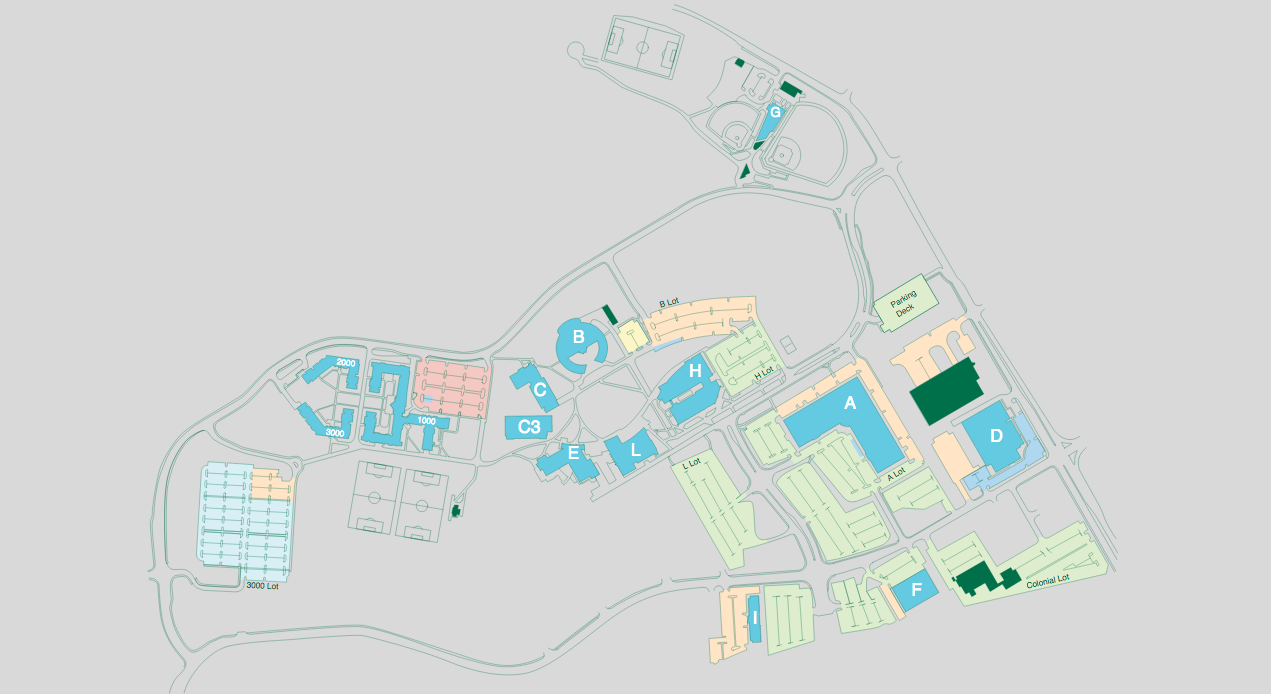 G
Parking
Deck
B Lot
B
2000
H
H Lot
C
A
1000
C3
3000
D
E
L
L Lot
A Lot
3000 Lot
Colonial Lot
F
I